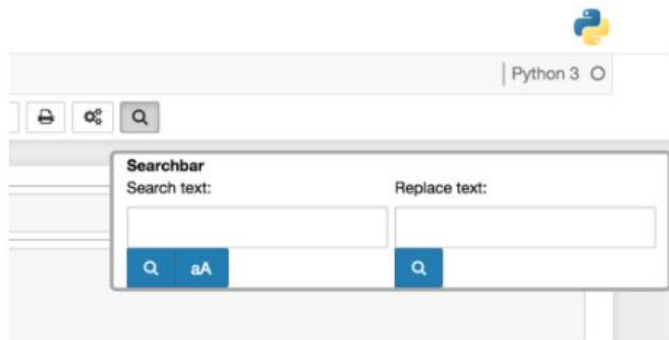 Python 3
Searchbar
Search text:
Replace text:
aA